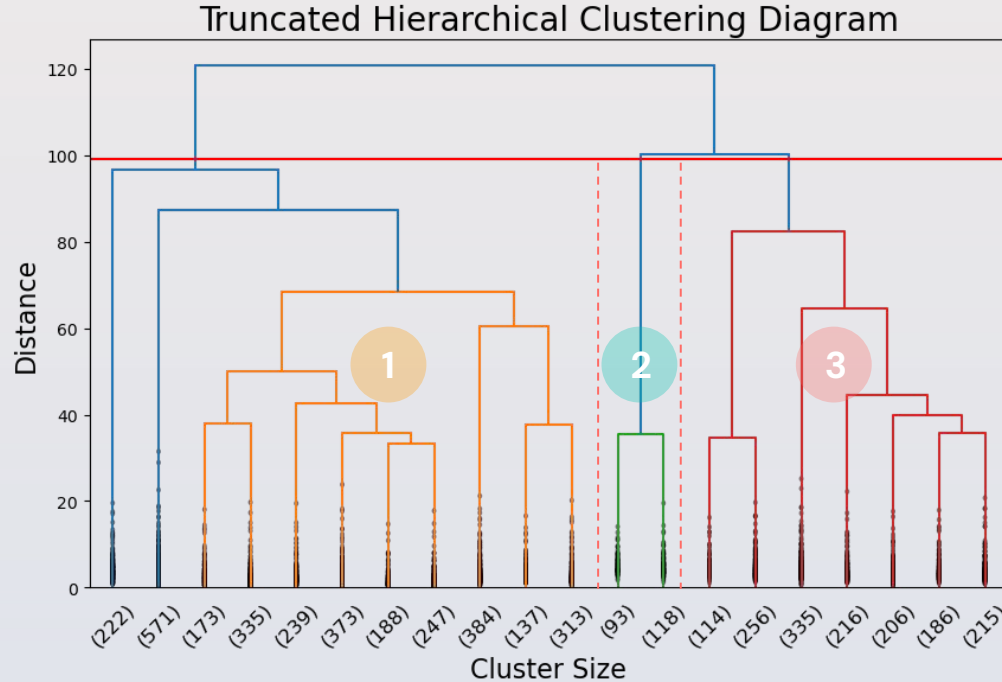 Truncated Hierarchical Clustering Diagram
120
100
80
60
40
20
0
Distance
1
2
3
(222) (571) (173) (335) (239) (373) (188) (247) (384) (137) (313) (93) (118) (114) (256) (335) (216) (206) (186) (215)
Cluster Size